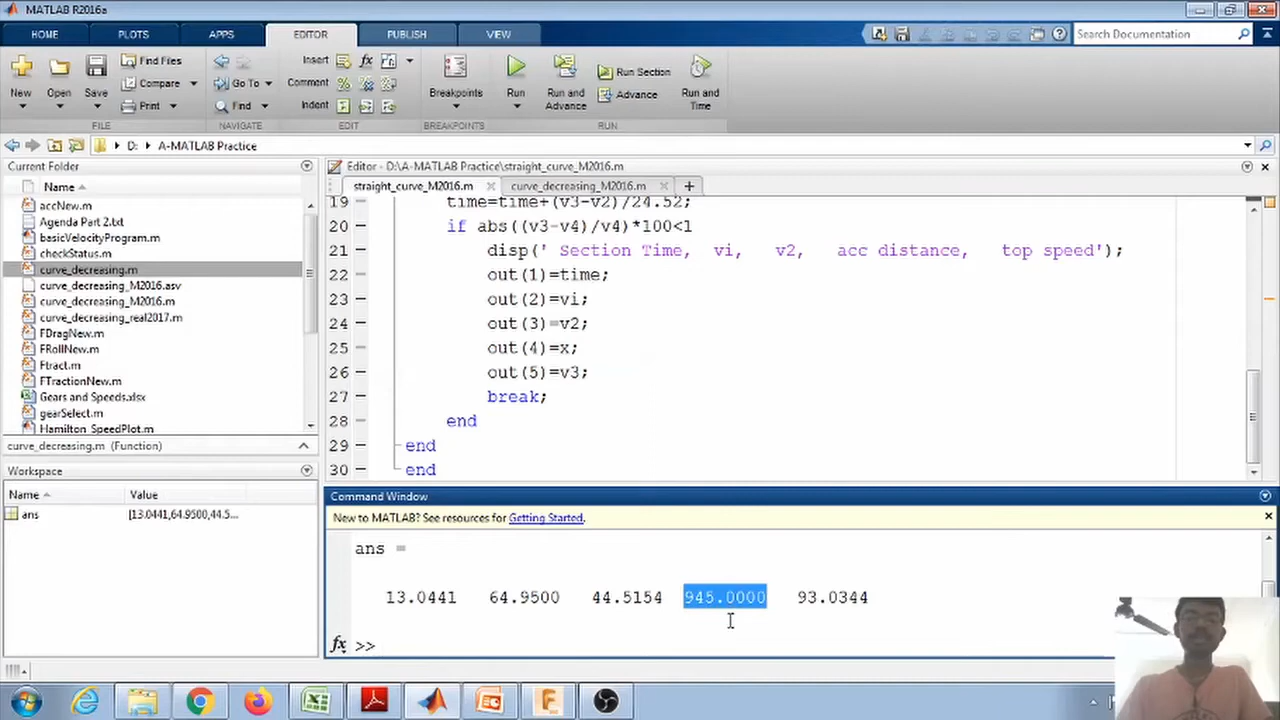 MATLAB R2016a
HOME PLOTS APPS EDITOR PUBLISH VIEW Search Documentation
New Open Save Find Files Compare Print
Go To Find
Insert Comment Indent
Breakpoints
Run Run and Advance Run Section Advance Run and Time
FILE NAVIGATE EDIT BREAKPOINTS RUN
D: A-MATLAB Practice
Current Folder
Name
accNew.m
Agenda Part 2.txt
basicVelocityProgram.m
checkStatus.m
curve_decreasing.m
curve_decreasing_M2016.asv
curve_decreasing_M2016.m
curve_decreasing_real2017.m
FDragNew.m
FRollNew.m
Ftract.m
FTractionNew.m
Gears and Speeds.xlsx
gearSelect.m
Hamilton_SpeedPlot.m
curve_decreasing.m (Function)
Workspace
Name Value
ans [13.0441,64.9500,44.5...
Editor - D:\A-MATLAB Practice\straight_curve_M2016.m
straight_curve_M2016.m curve_decreasing_M2016.m
19 time=time+(v3-v2)/24.52;
20 if abs((v3-v4)/v4)*100<1
21 disp(' Section Time, vi, v2, acc distance, top speed');
22 out(1)=time;
23 out(2)=vi;
24 out(3)=v2;
25 out(4)=x;
26 out(5)=v3;
27 break;
28 end
29 end
30 end
Command Window
New to MATLAB? See resources for Getting Started.
ans =
13.0441 64.9500 44.5154 945.0000 93.0344
fx >>